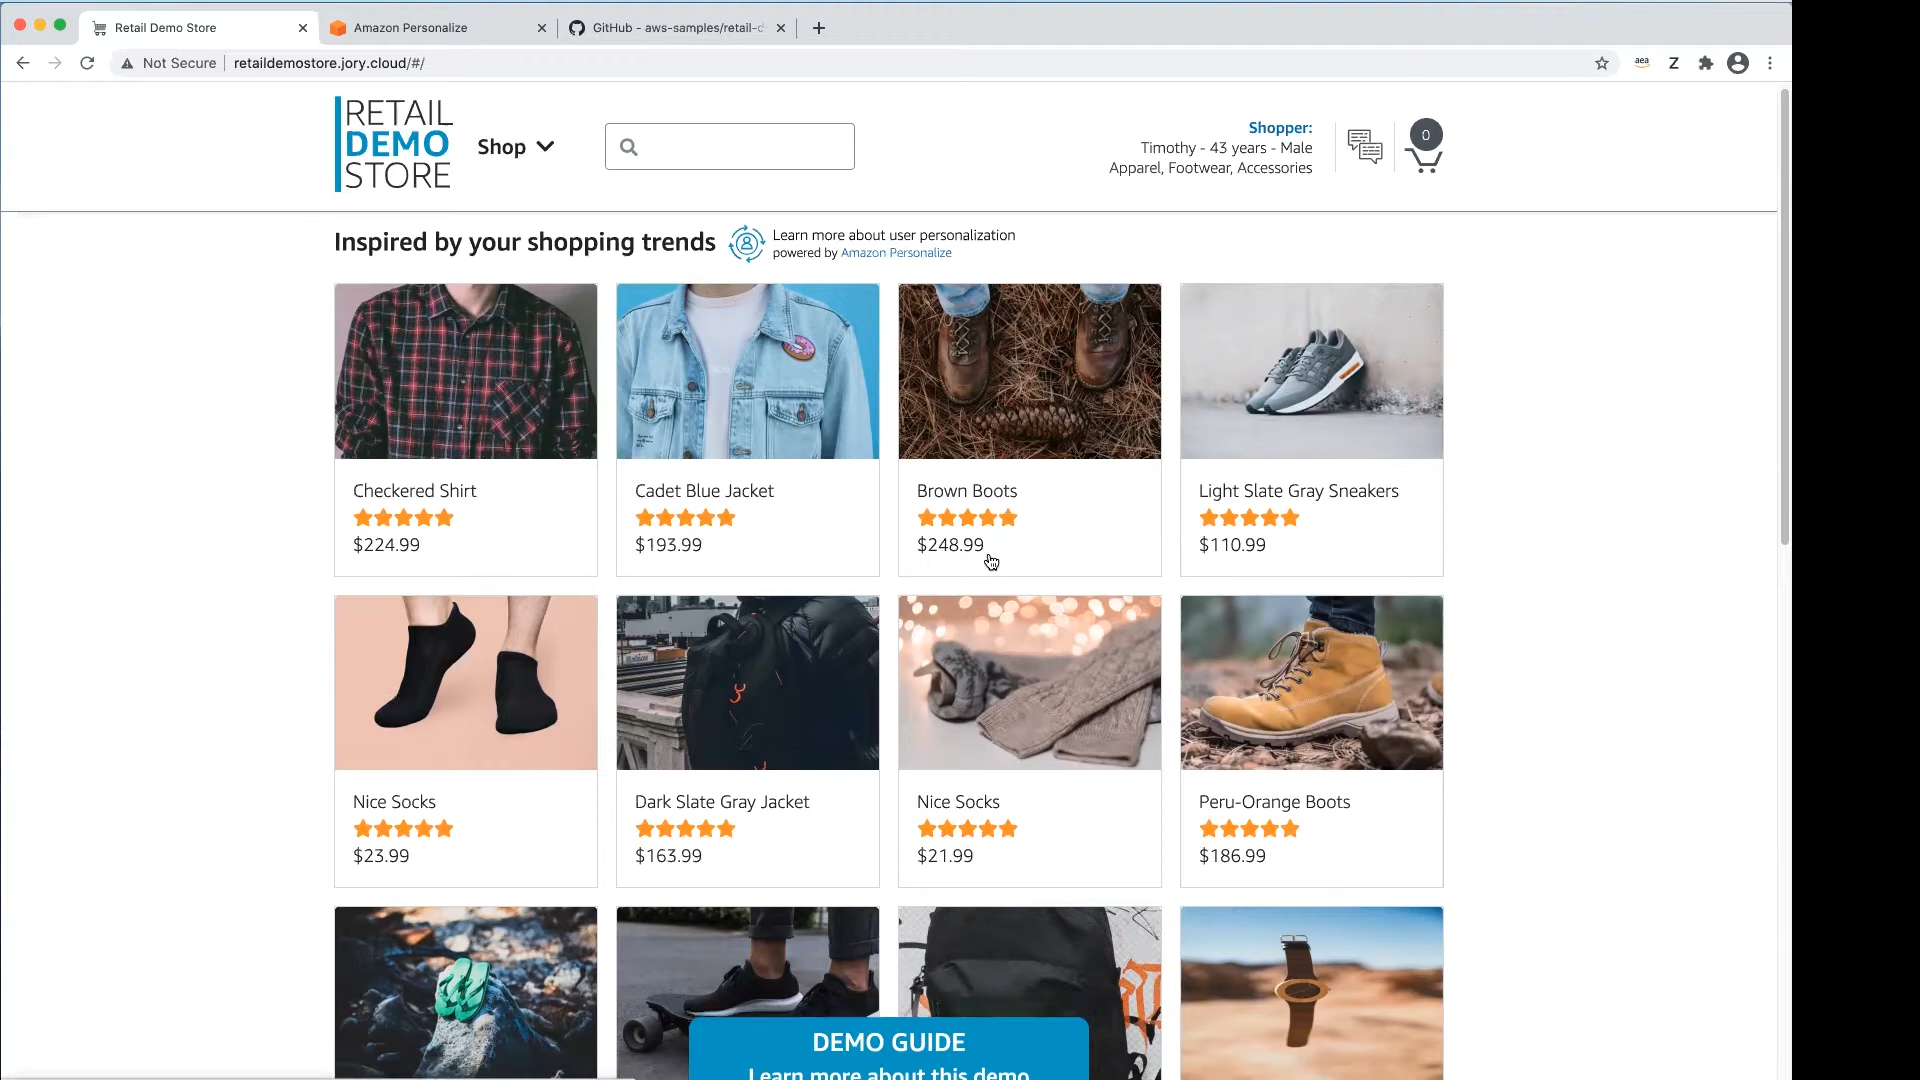 Retail Demo Store
Amazon Personalize
GitHub - aws-samples/retail-d
Not Secure
retaildemostore.jory.cloud/#/
aea
Z
RETAIL
DEMO
STORE
Shop
Shopper:
Timothy - 43 years - Male
Apparel, Footwear, Accessories
0
Inspired by your shopping trends
Learn more about user personalization
powered by Amazon Personalize
Checkered Shirt
$224.99
Cadet Blue Jacket
$193.99
Brown Boots
$248.99
Light Slate Gray Sneakers
$110.99
Nice Socks
$23.99
Dark Slate Gray Jacket
$163.99
Nice Socks
$21.99
Peru-Orange Boots
$186.99
DEMO GUIDE
Learn more about this demo